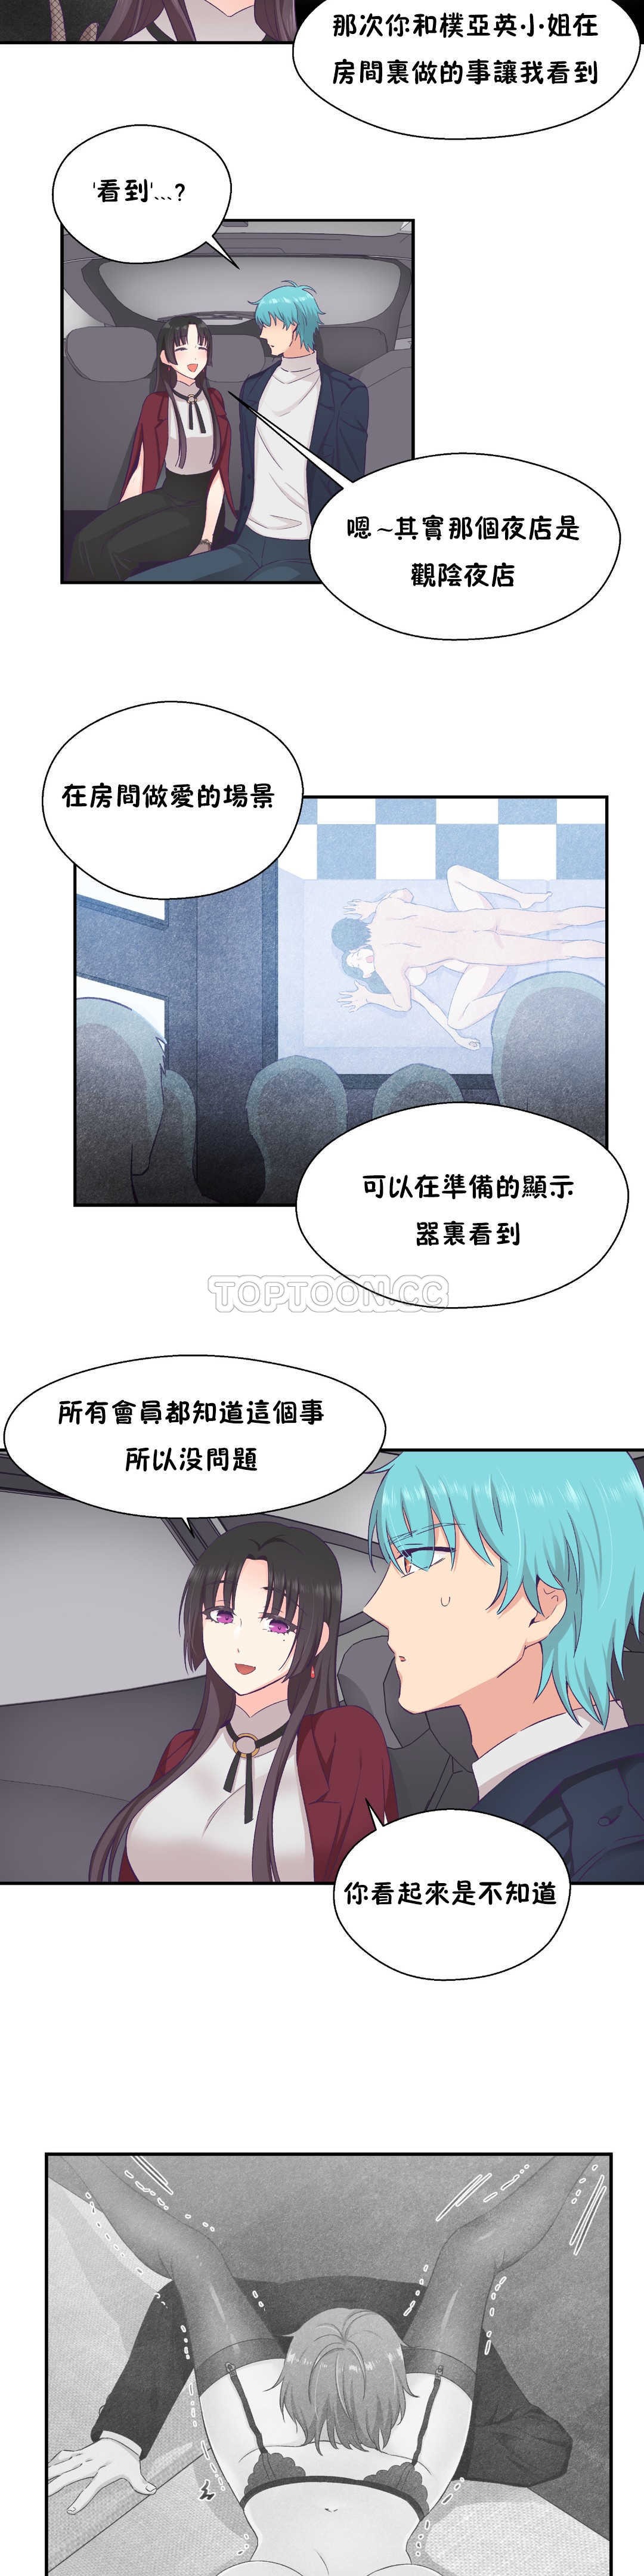 那次你和樸亞英小姐在
房間裏做的事讓我看到
'看到'...?
嗯~其實那個夜店是
觀陰夜店
在房間做愛的場景
可以在準備的顯示
器裏看到
TOPTOON.CC
所有會員都知道這個事
所以没問題
你看起來是不知道